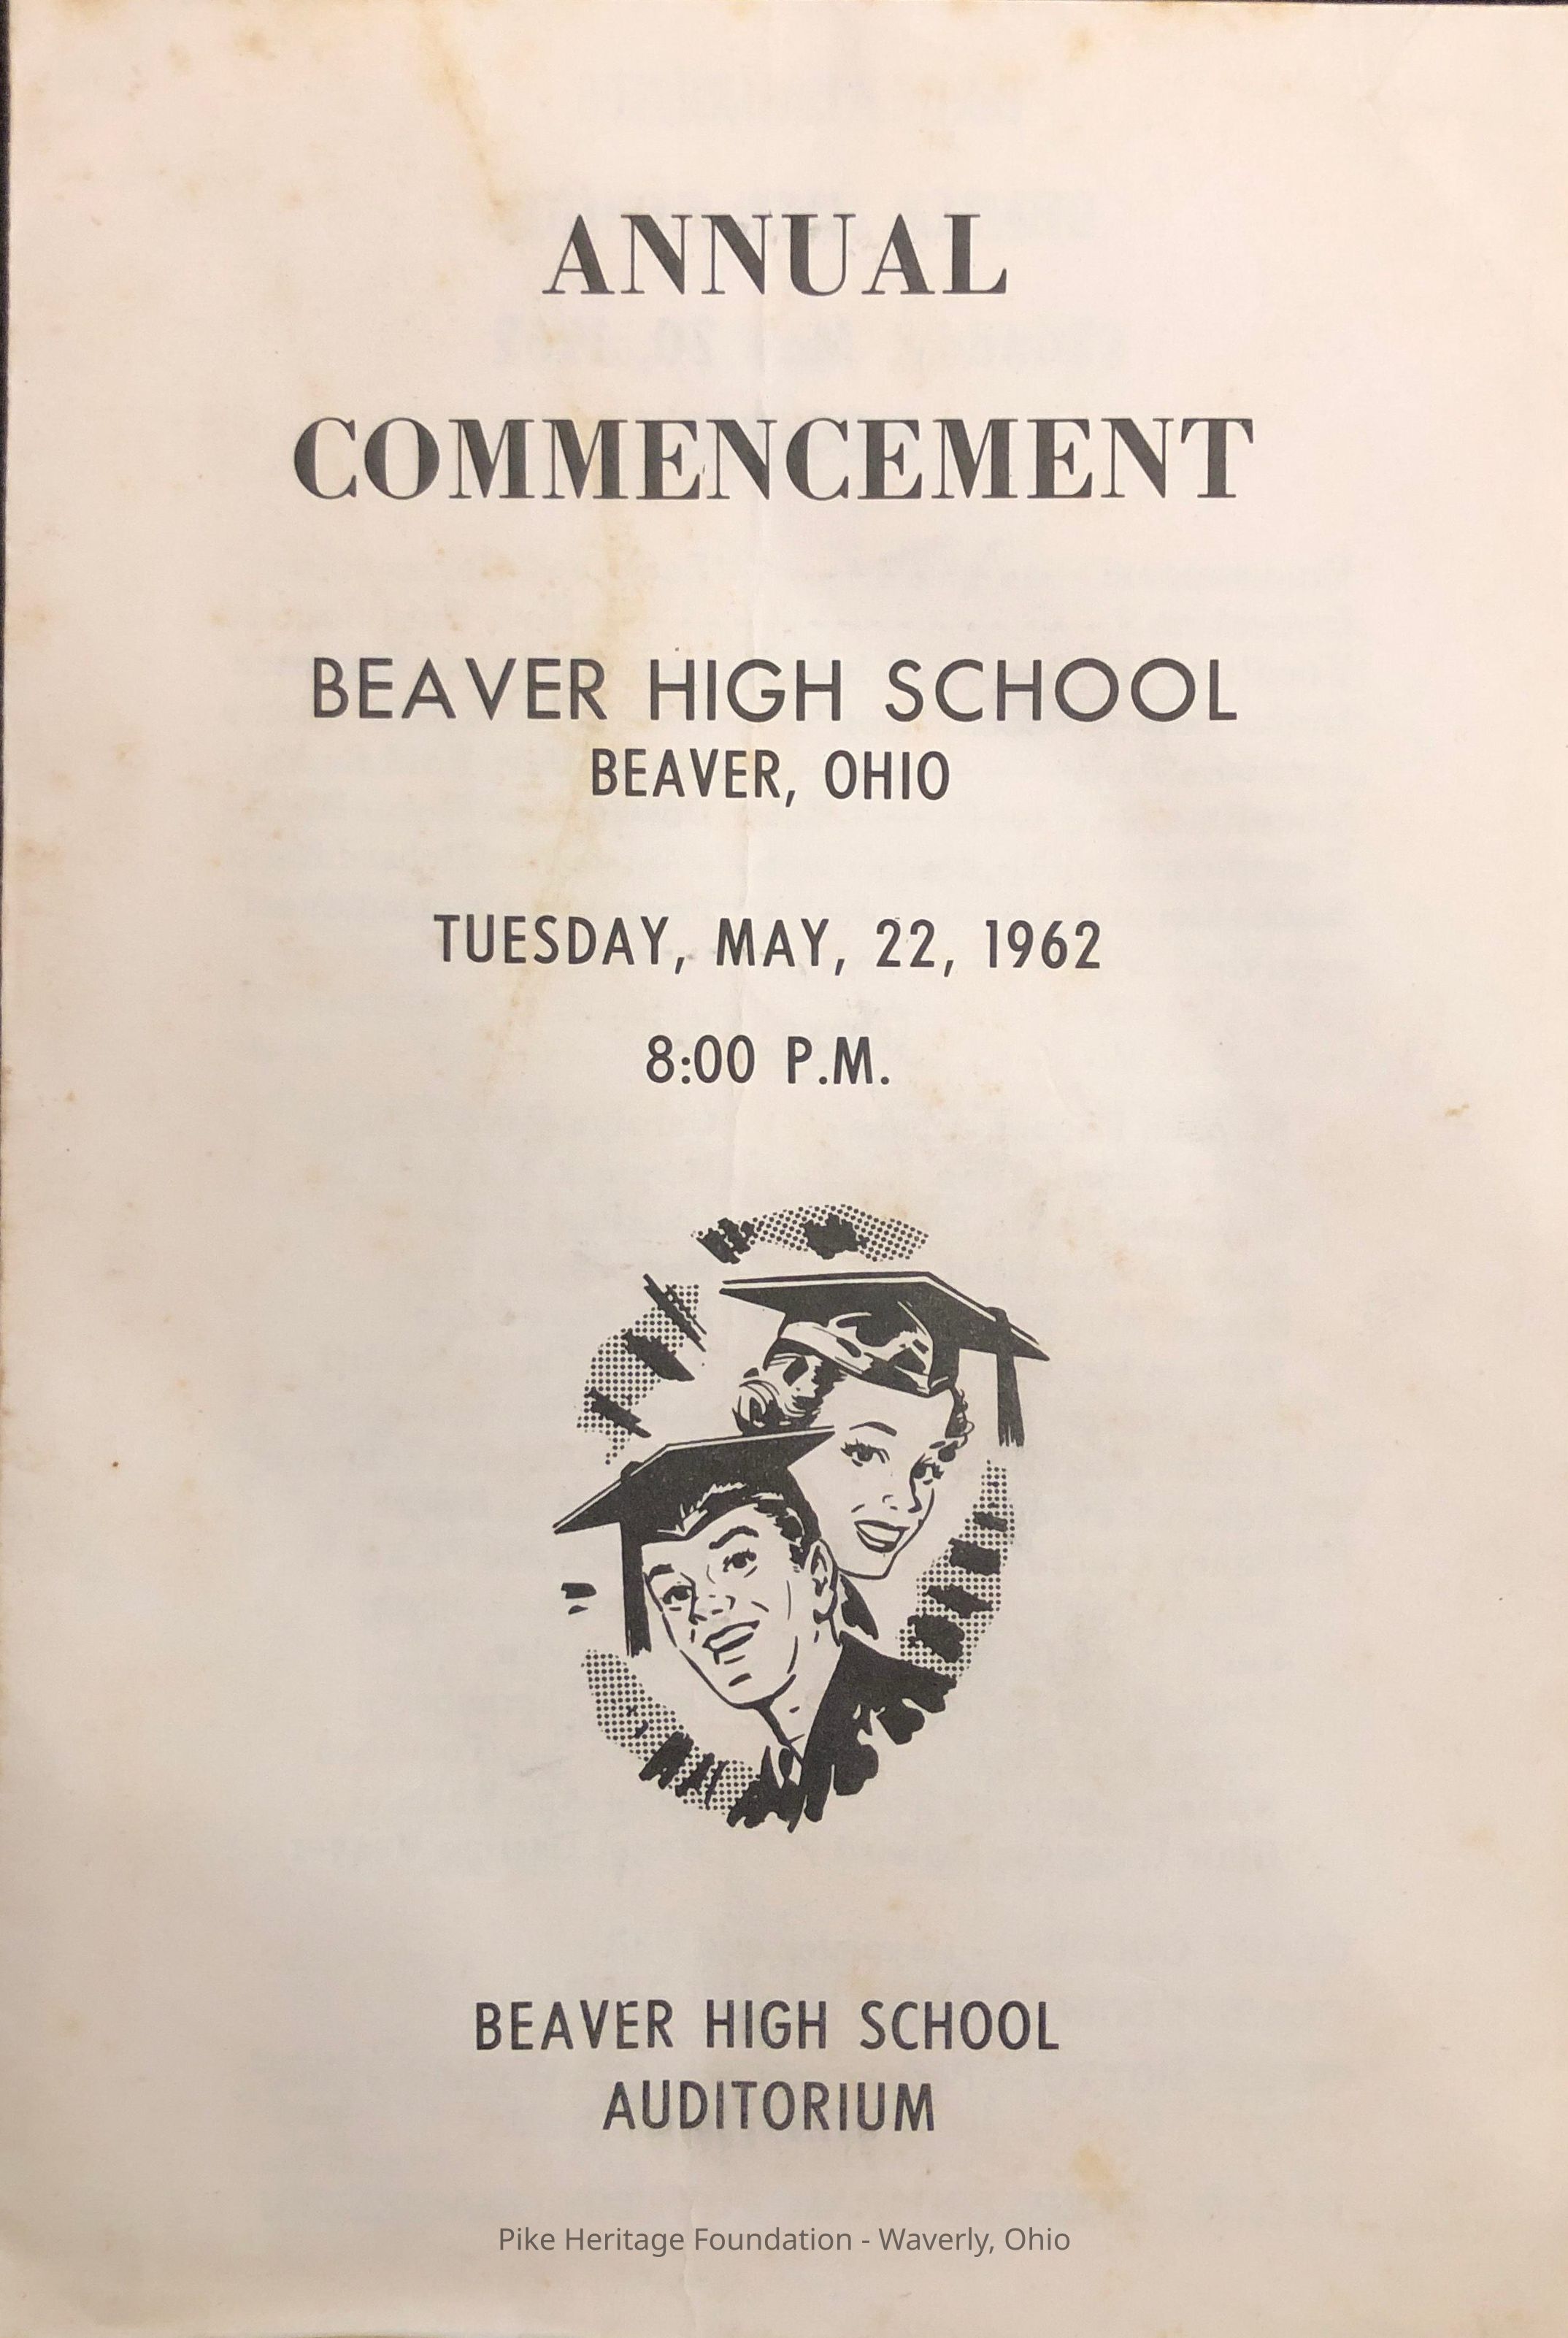 ANNUAL
COMMENCEMENT
BEAVER HIGH SCHOOL
BEAVER, OHIO
TUESDAY, MAY, 22, 1962
8:00 P.M.
BEAVER HIGH SCHOOL
AUDITORIUM
Pike Heritage Foundation - Waverly, Ohio